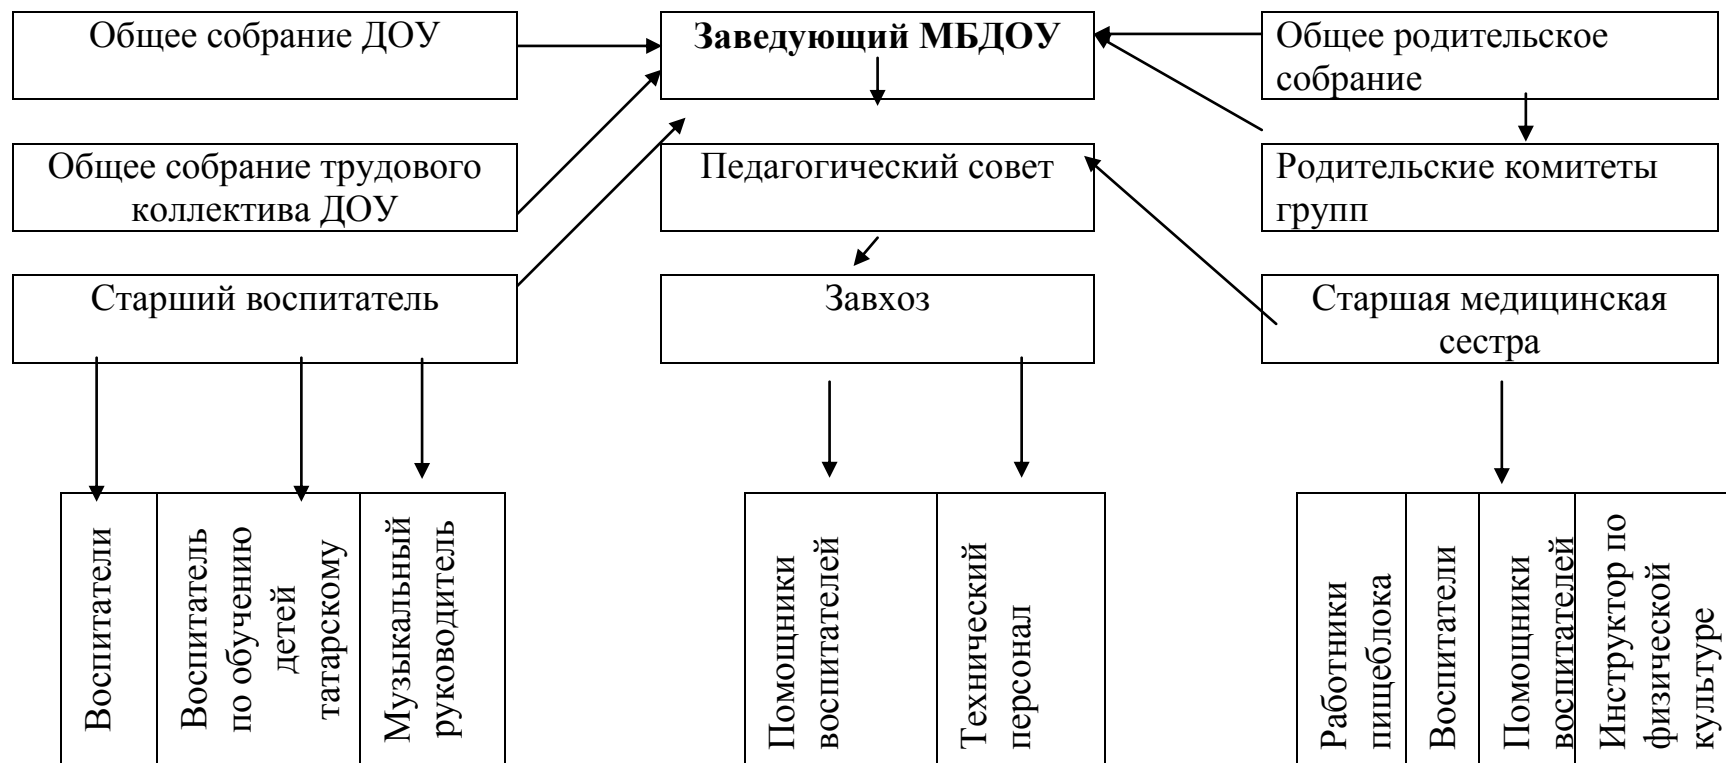 Общее собрание ДОУ
Заведующий МБДОУ
Общее родительское
собрание
Общее собрание трудового
коллектива ДОУ
Педагогический совет
Родительские комитеты
групп
Старший воспитатель
Завхоз
Старшая медицинская
сестра
Воспитатели
Воспитатель
по обучению
детей
татарскому
Музыкальный
руководитель
Помощники
воспитателей
Технический
персонал
Работники
пищеблока
Воспитатели
Помощники
воспитателей
Инструктор по
физической
культуре